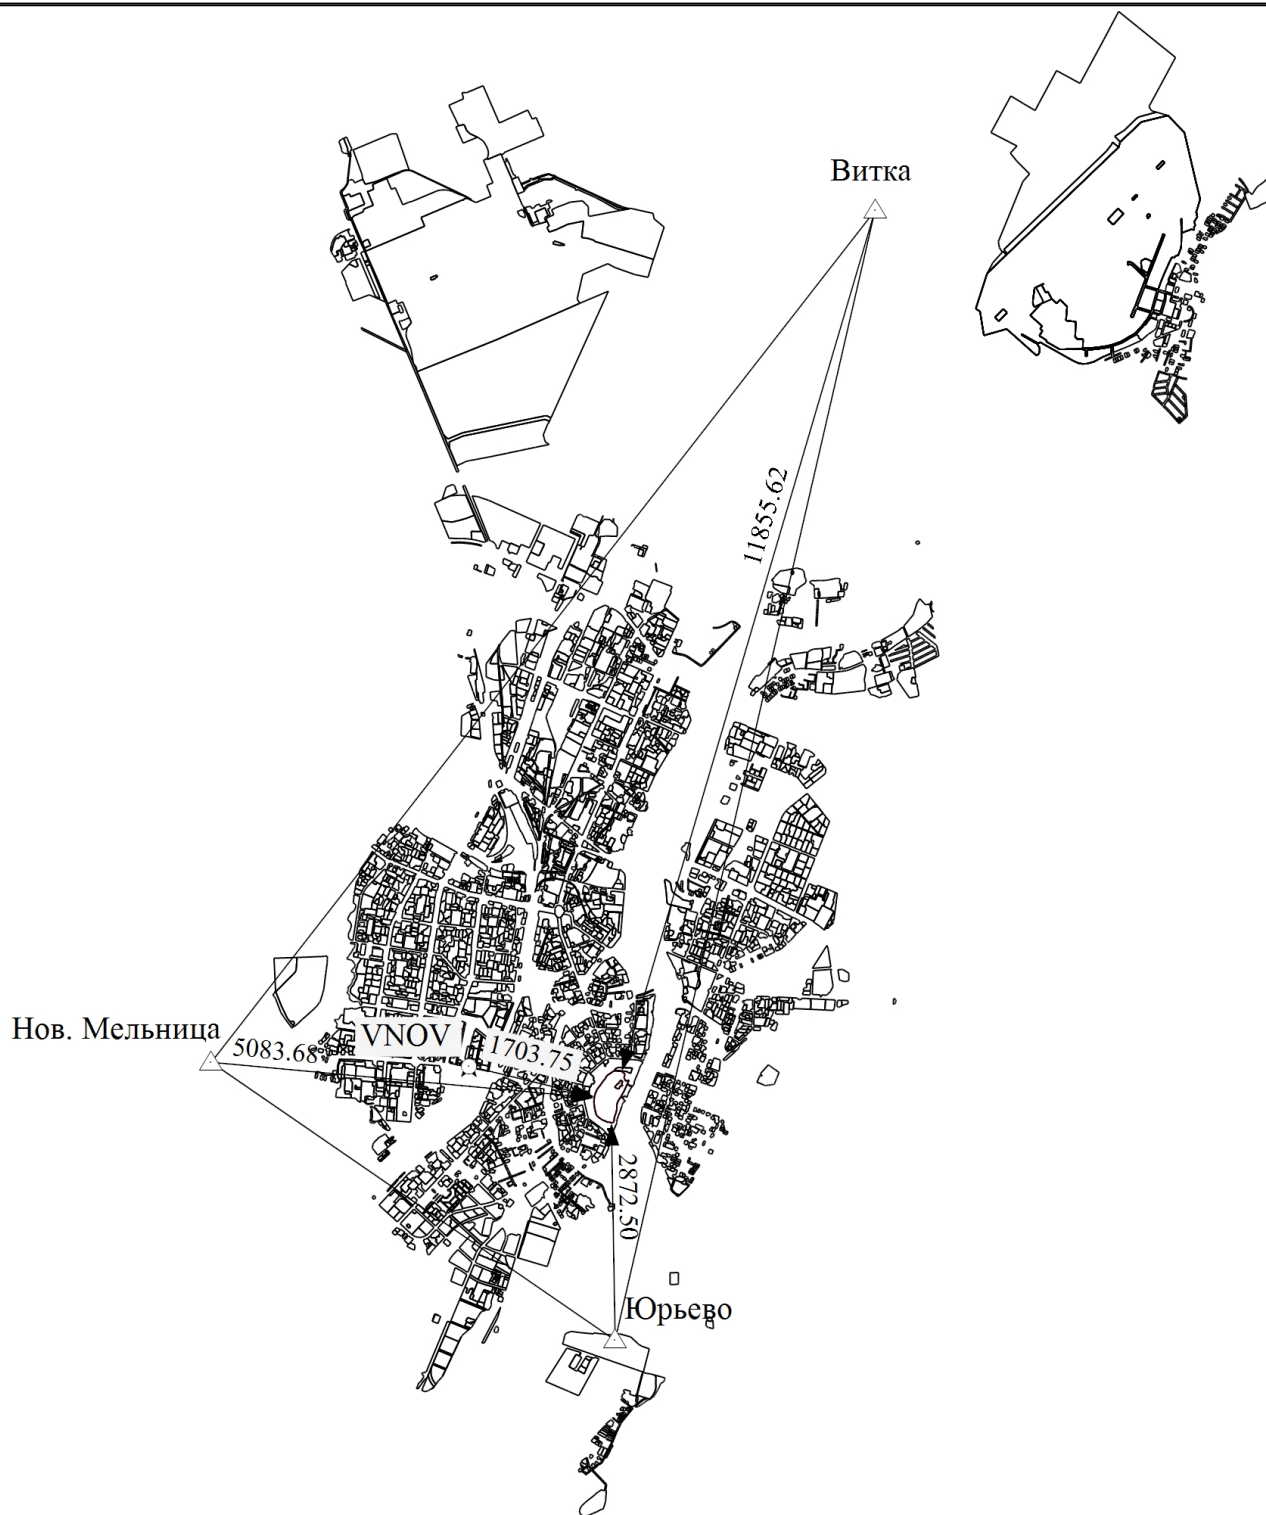 Витка
11855.62
Нов. Мельница
5083.68
VNOV
1703.75
2872.50
Юрьево